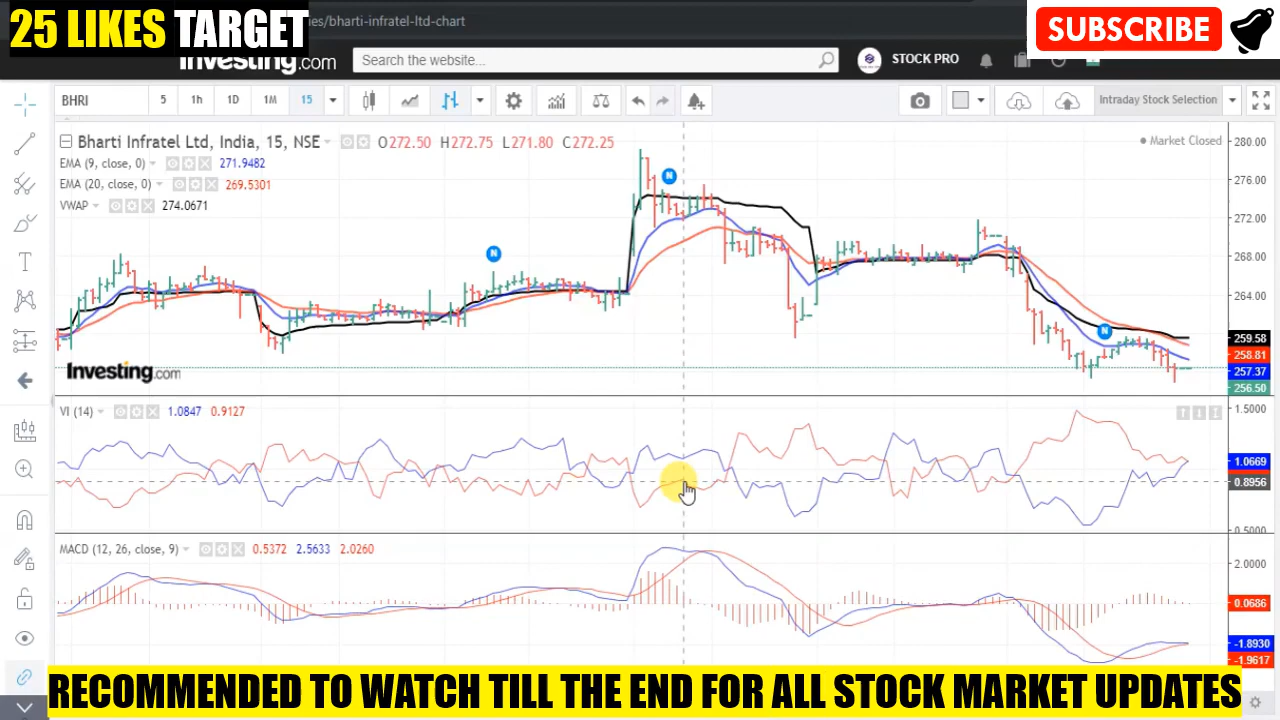 25 LIKES TARGET
es/bharti-infratel-ltd-chart
SUBSCRIBE
Investing.com
Search the website...
STOCK PRO
BHRI
5
1h
1D
1M
15
Intraday Stock Selection
Bharti Infratel Ltd, India, 15, NSE
O272.50 H272.75 L271.80 C272.25
Market Closed
EMA (9, close, 0) 271.9482
EMA (20, close, 0) 269.5301
VWAP 274.0671
N
N
N
280.00
276.00
272.00
268.00
264.00
259.58
258.81
257.37
256.50
Investing.com
VI (14) 1.0847 0.9127
1.5000
1.0669
0.8956
0.5000
MACD (12, 26, close, 9) 0.5372 2.5633 2.0260
2.0000
0.0686
-1.8930
-1.9617
RECOMMENDED TO WATCH TILL THE END FOR ALL STOCK MARKET UPDATES